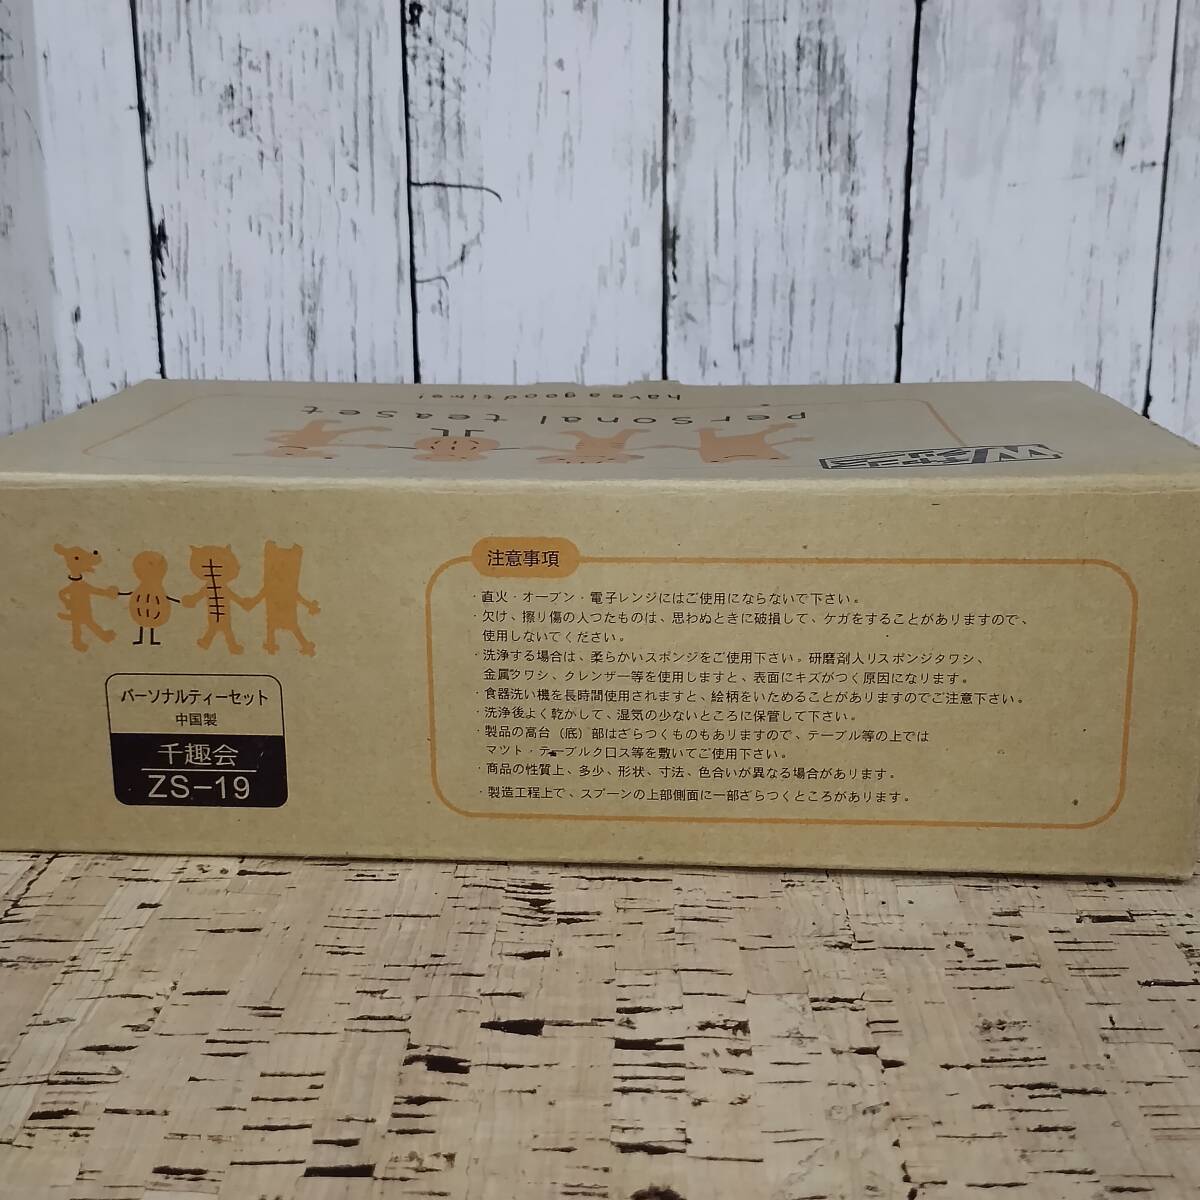 have a good time!
personal tea set
W
パーソナルティーセット
中国製
千趣会
ZS-19
注意事項
・直火・オーブン・電子レンジにはご使用にならないで下さい。
・欠け、擦り傷の入つたものは、思わぬときに破損して、ケガをすることがありますので、
使用しないでください。
・洗浄する場合は、柔らかいスポンジをご使用下さい。研磨剤入リスポンジタワシ、
金属タワシ、クレンザー等を使用しますと、表面にキズがつく原因になります。
・食器洗い機を長時間使用されますと、絵柄をいためることがありますのでご注意下さい。
・洗浄後よく乾かして、湿気の少ないところに保管して下さい。
・製品の高台（底）部はざらつくものもありますので、テーブル等の上では
マツト・テーブルクロス等を敷いてご使用下さい。
・商品の性質上、多少、形状、寸法、色合いが異なる場合があります。
・製造工程上で、スプーンの上部側面に一部ざらつくところがあります。